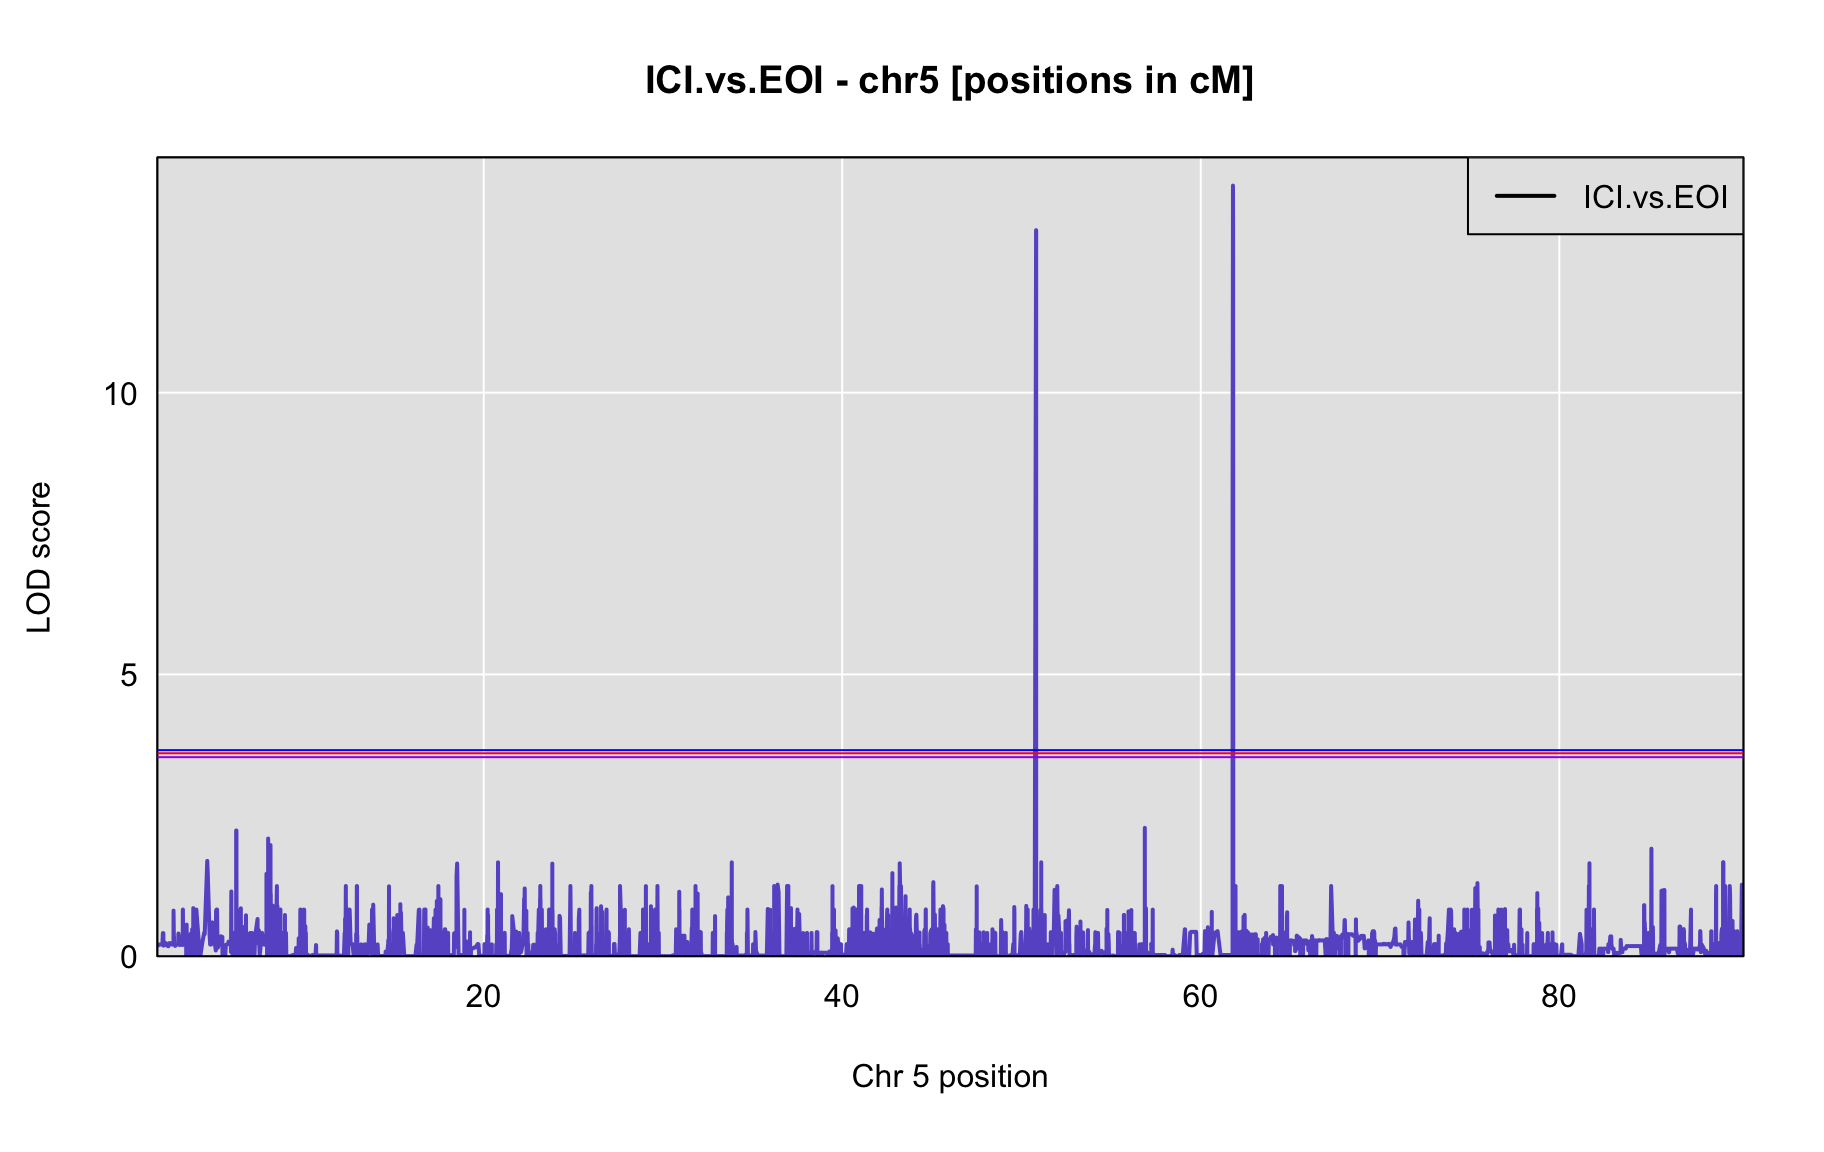 ICI.vs.EOI - chr5 [positions in cM]
ICI.vs.EOI
10
5
0
LOD score
20 40 60 80
Chr 5 position